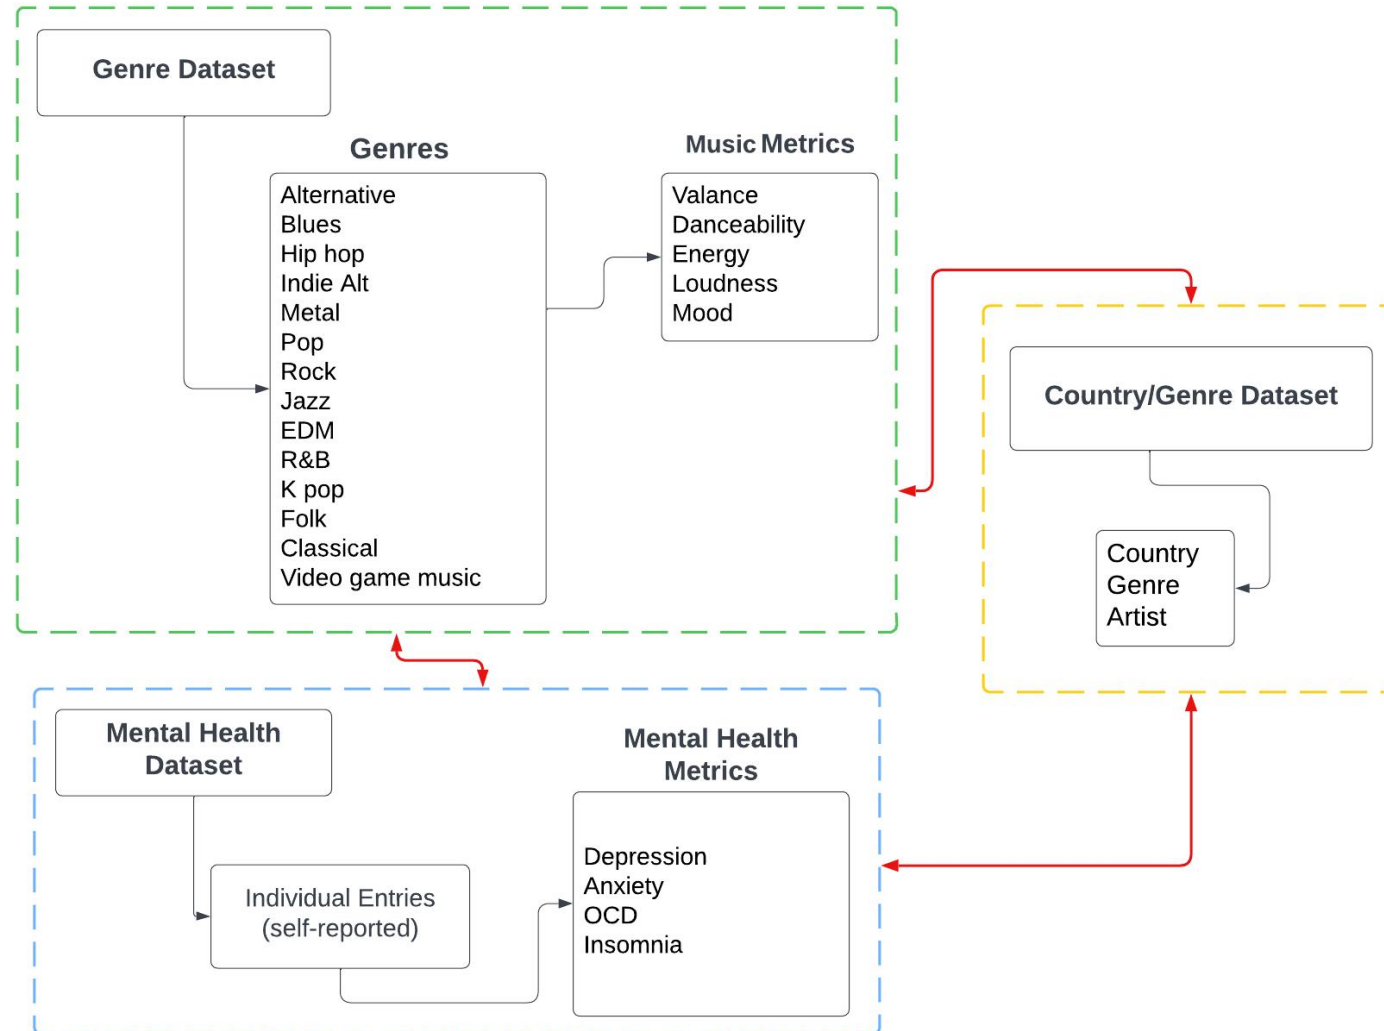 Genre Dataset
Genres
Alternative
Blues
Hip hop
Indie Alt
Metal
Pop
Rock
Jazz
EDM
R&B
K pop
Folk
Classical
Video game music
Music Metrics
Valance
Danceability
Energy
Loudness
Mood
Country/Genre Dataset
Country
Genre
Artist
Mental Health
Dataset
Individual Entries
(self-reported)
Mental Health
Metrics
Depression
Anxiety
OCD
Insomnia